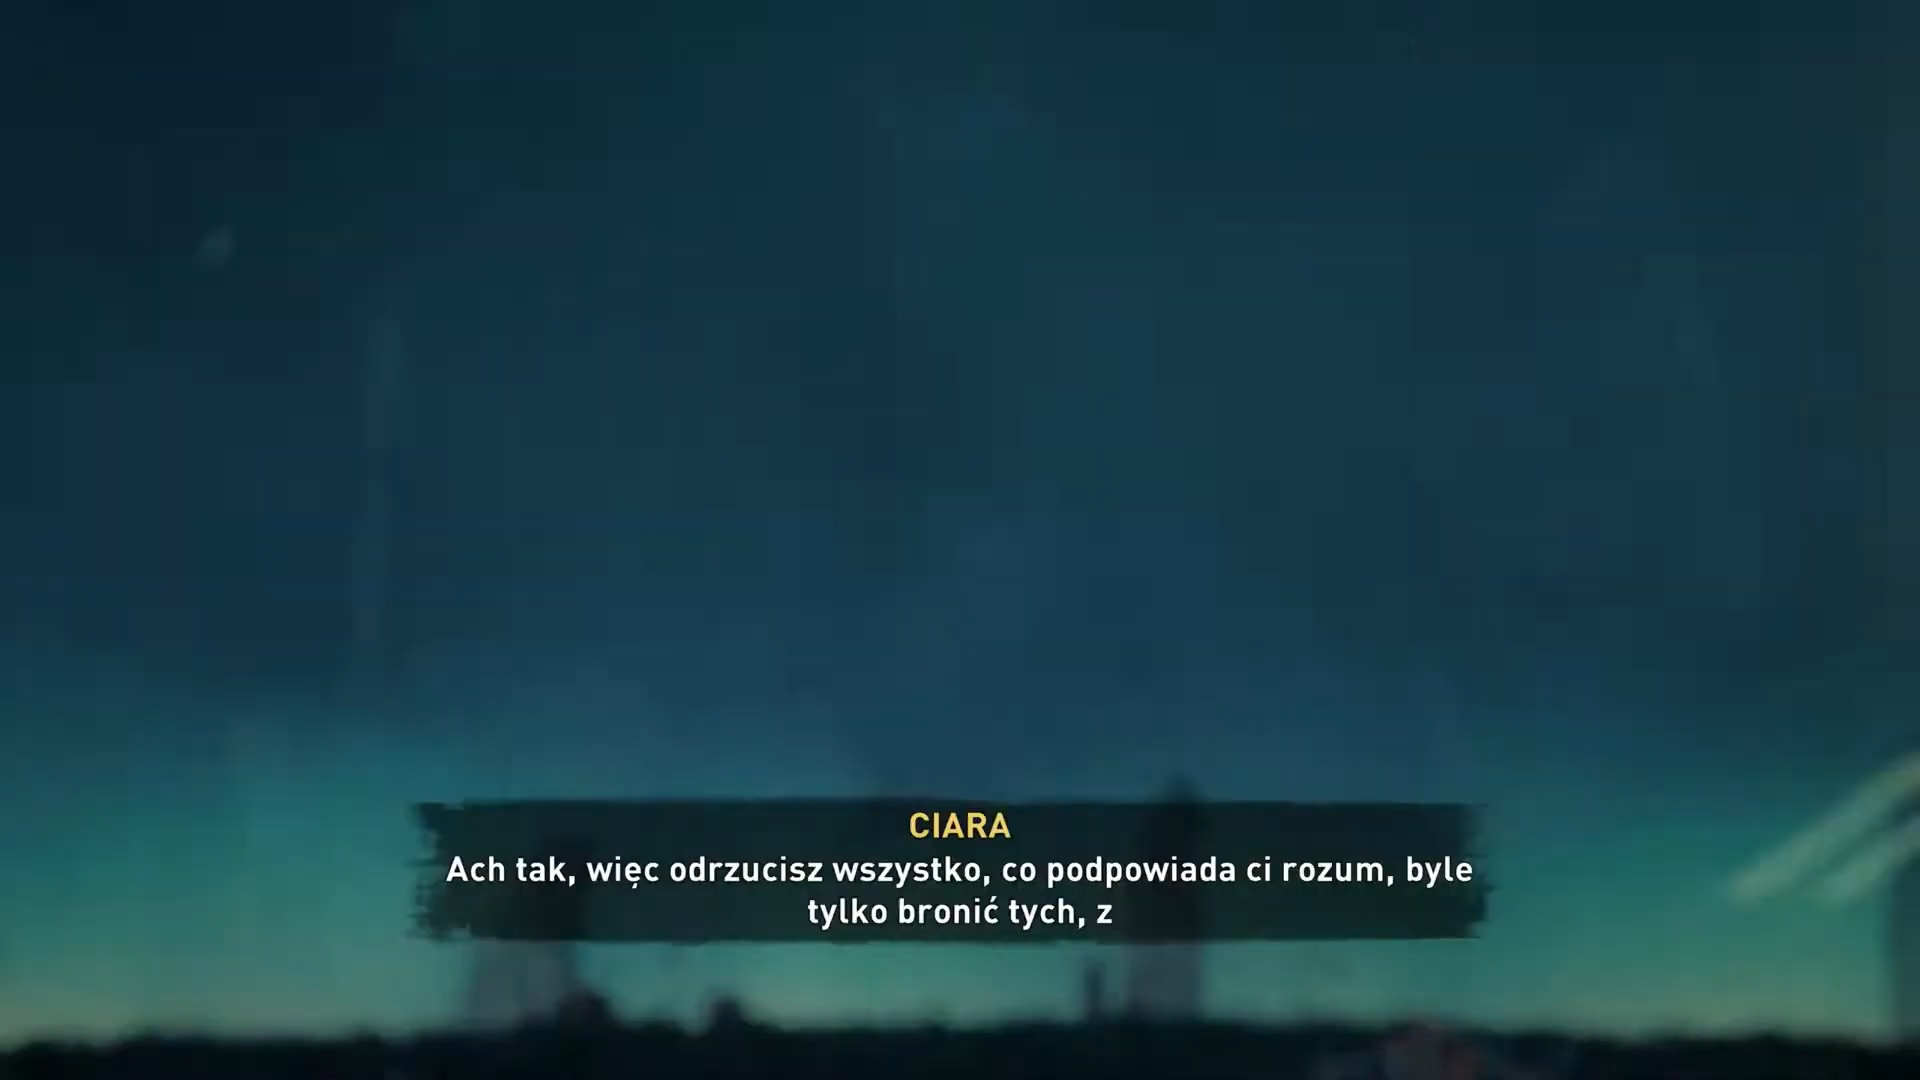 CIARA
Ach tak, więc odrzucisz wszystko, co podpowiada ci rozum, byle
tylko bronić tych, z